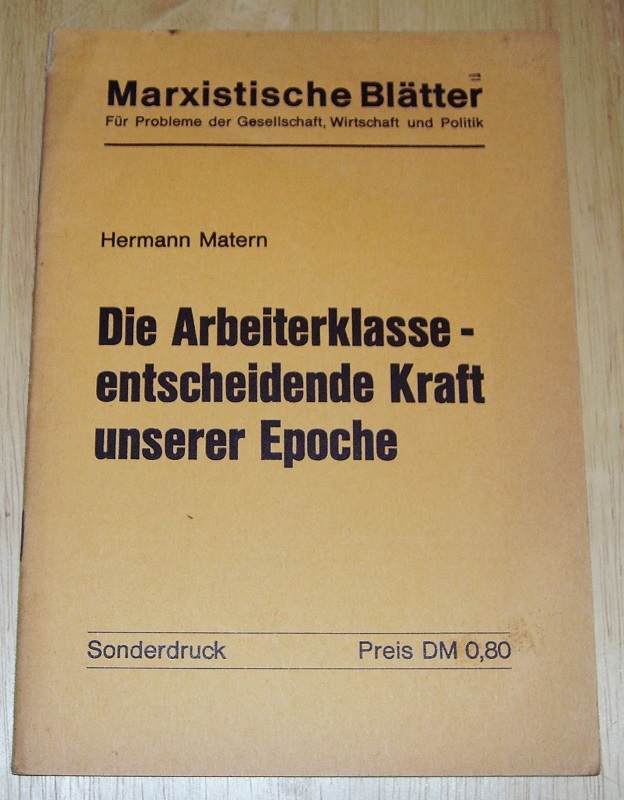 Marxistische Blätter
Für Probleme der Gesellschaft, Wirtschaft und Politik
Hermann Matern
Die Arbeiterklasse -
entscheidende Kraft
unserer Epoche
Sonderdruck Preis DM 0,80